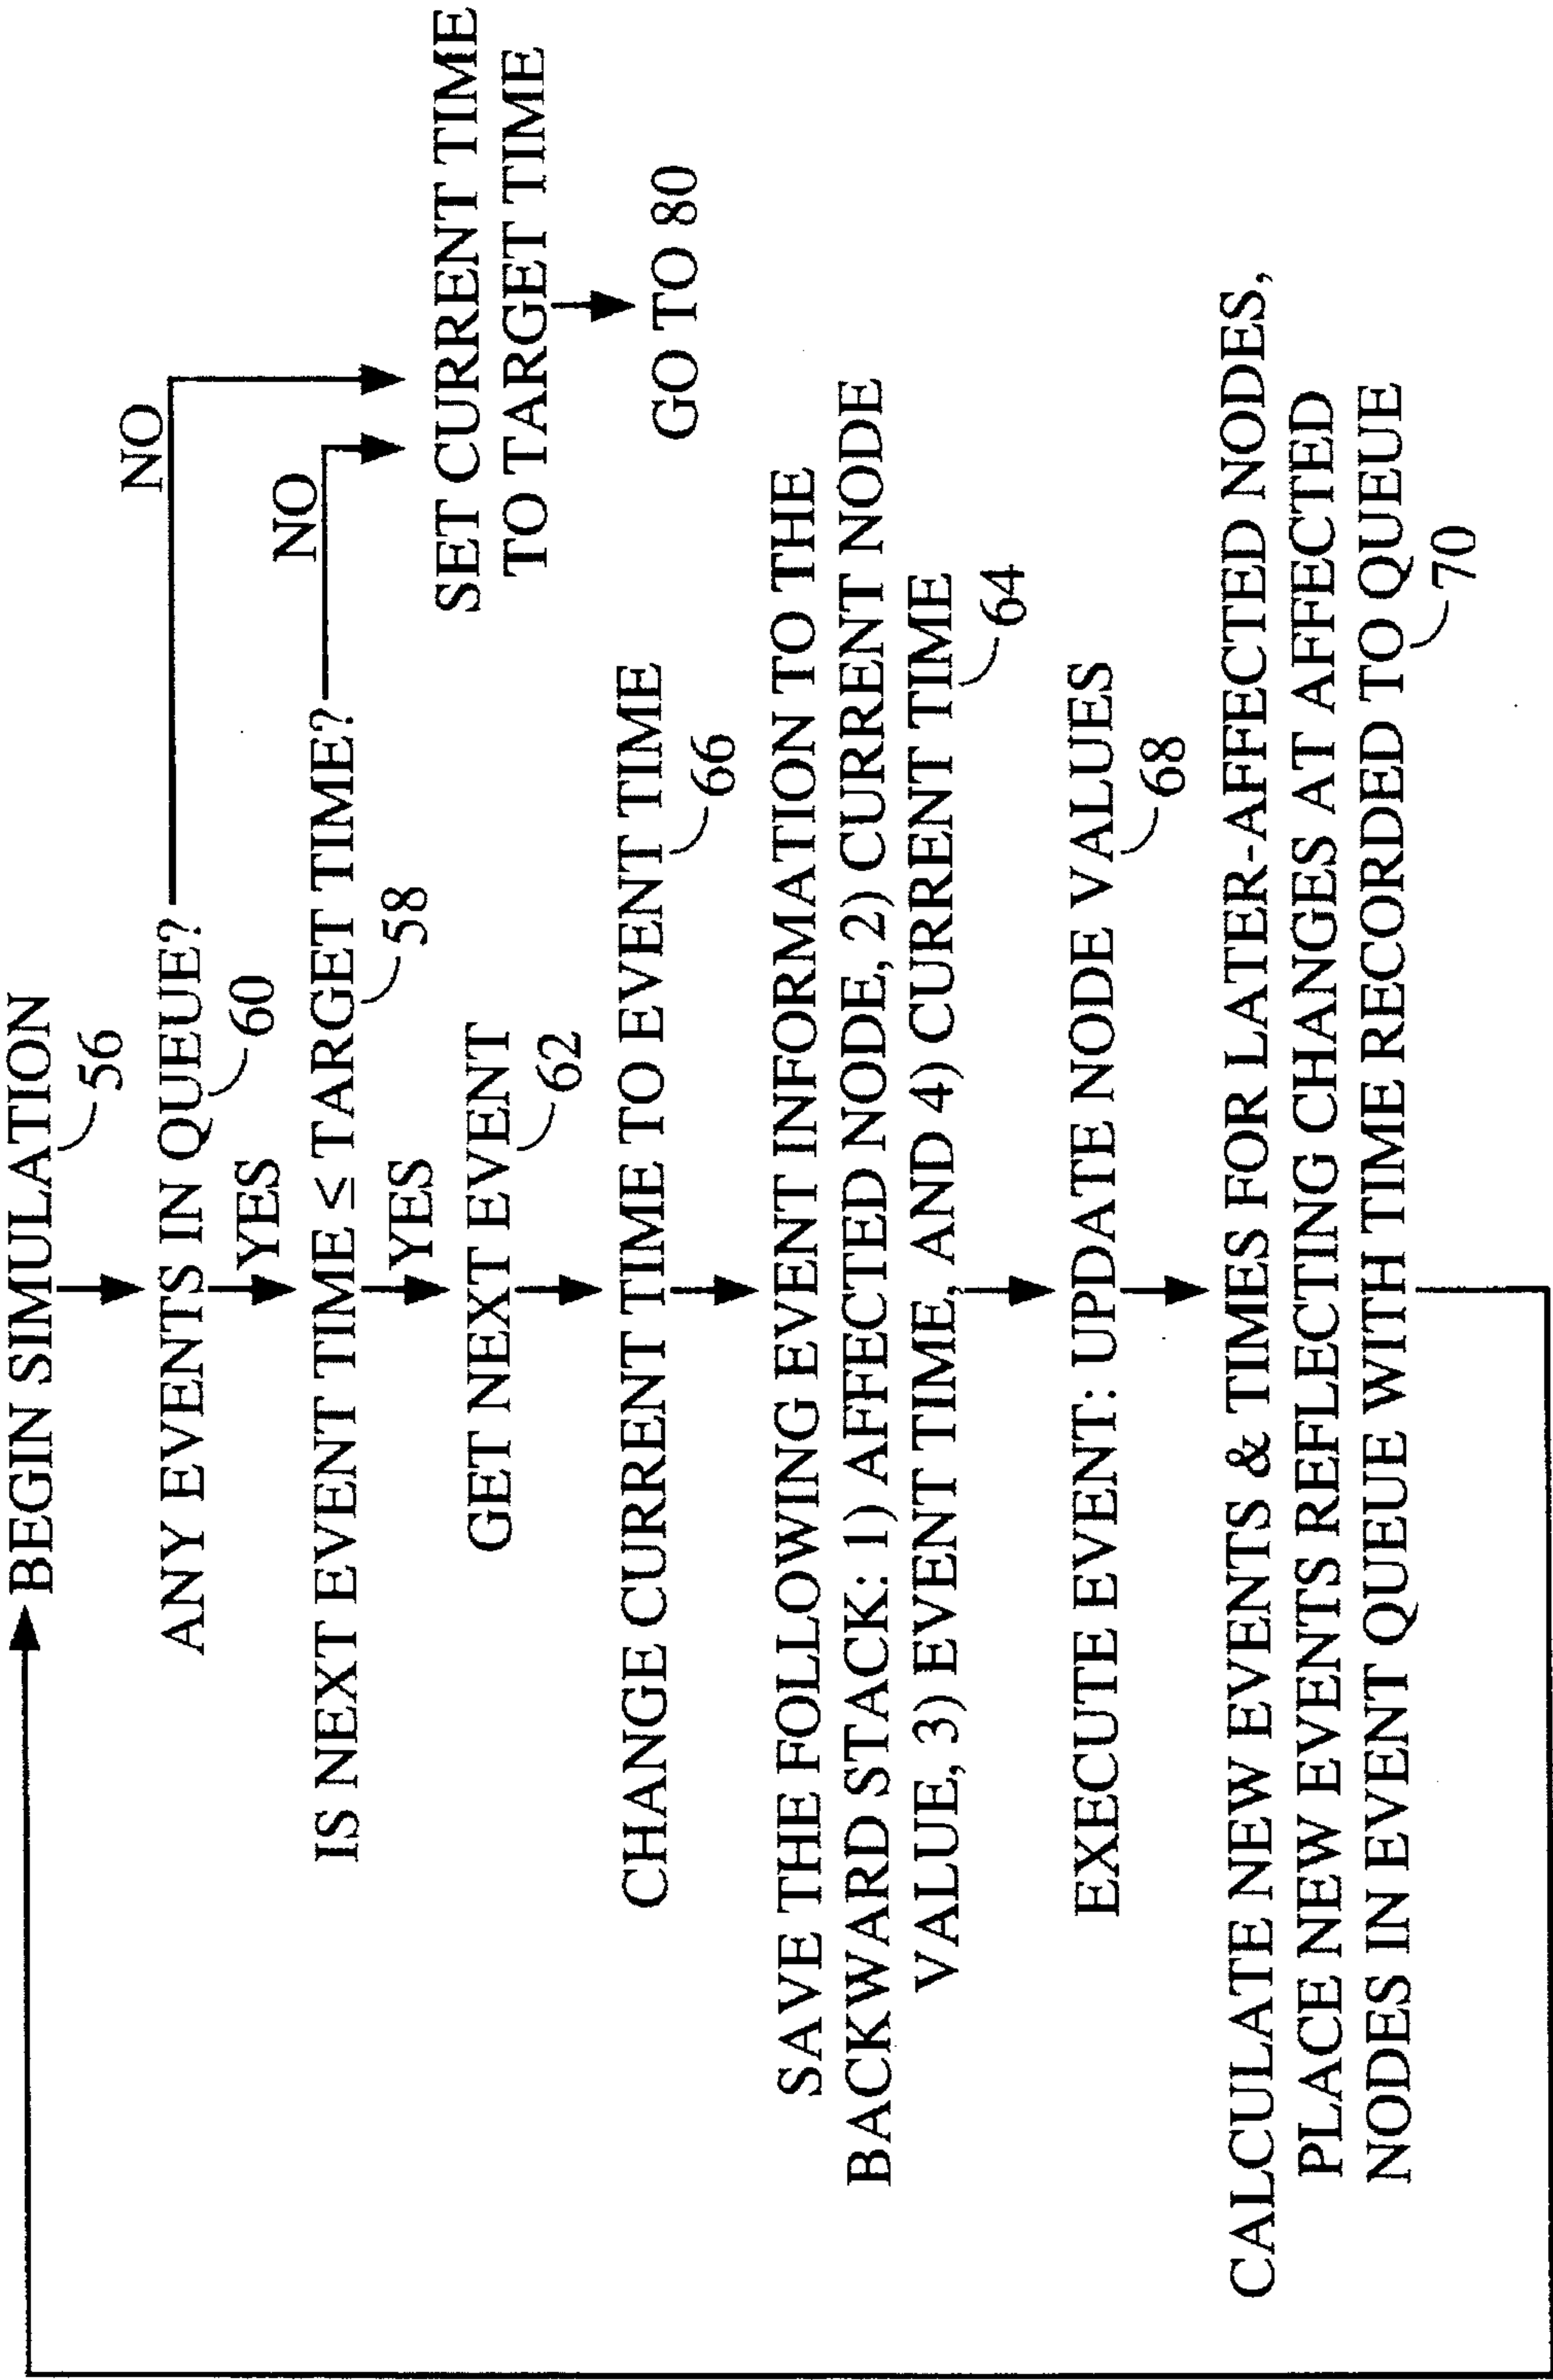 BEGIN SIMULATION
56
ANY EVENTS IN QUEUE?
60
NO
YES
IS NEXT EVENT TIME ≤ TARGET TIME?
58
NO
YES
SET CURRENT TIME
TO TARGET TIME
GO TO 80
GET NEXT EVENT
62
CHANGE CURRENT TIME TO EVENT TIME
66
SAVE THE FOLLOWING EVENT INFORMATION TO THE
BACKWARD STACK: 1) AFFECTED NODE, 2) CURRENT NODE
VALUE, 3) EVENT TIME, AND 4) CURRENT TIME
64
EXECUTE EVENT: UPDATE NODE VALUES
68
CALCULATE NEW EVENTS & TIMES FOR LATER-AFFECTED NODES,
PLACE NEW EVENTS REFLECTING CHANGES AT AFFECTED
NODES IN EVENT QUEUE WITH TIME RECORDED TO QUEUE
70